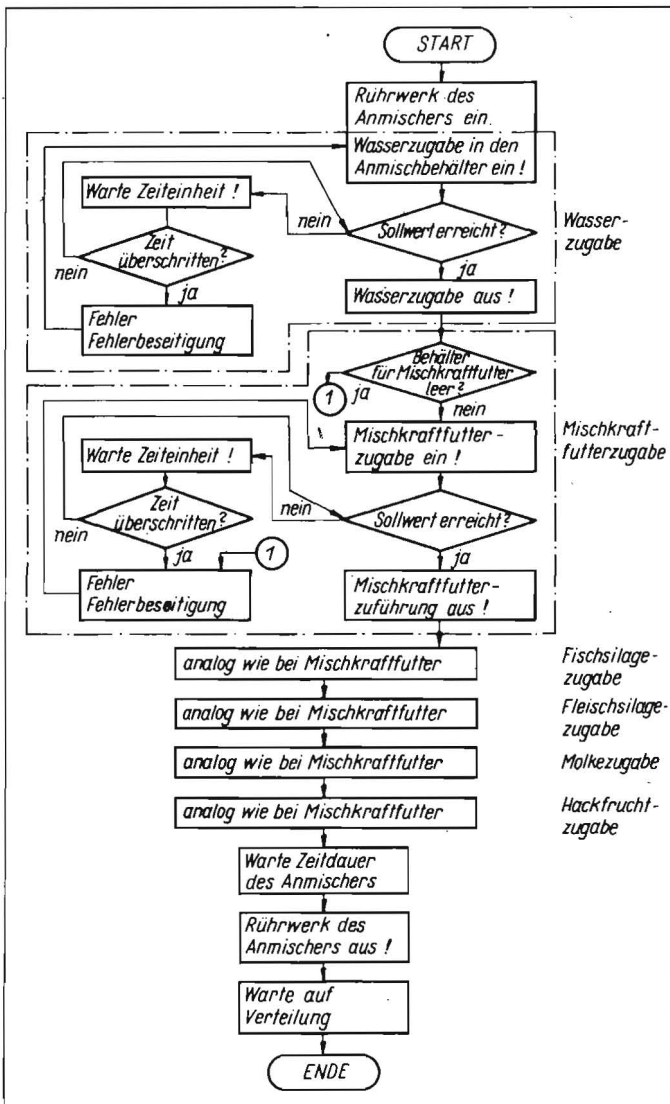 START
Rührwerk des
Anmischers ein.
Wasserzugabe in den
Anmischbehälter ein !
Warte Zeiteinheit !
nein
Sollwert erreicht?
Wasser-
zugabe
Zeit
überschritten?
nein
ja
ja
Wasserzugabe aus !
Fehler
Fehlerbeseitigung
Behälter
für Mischkraftfutter
leer?
1
ja
nein
Mischkraftfutter-
zugabe ein !
Mischkraft-
futterzugabe
Warte Zeiteinheit !
nein
Sollwert erreicht?
Zeit
überschritten?
nein
ja
1
ja
Fehler
Fehlerbeseitigung
Mischkraftfutter-
zuführung aus !
analog wie bei Mischkraftfutter
Fischsilage-
zugabe
analog wie bei Mischkraftfutter
Fleischsilage-
zugabe
analog wie bei Mischkraftfutter
Molkezugabe
analog wie bei Mischkraftfutter
Hackfrucht-
zugabe
Warte Zeitdauer
des Anmischers
Rührwerk des
Anmischers aus !
Warte auf
Verteilung
ENDE